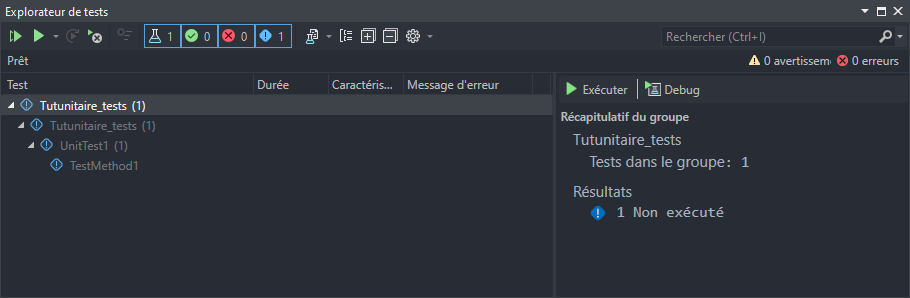 Explorateur de tests
1 0 0 1
Rechercher (Ctrl+I)
Prêt
0 avertisseme 0 erreurs
Test Durée Caractéris... Message d'erreur
Exécuter Debug
Tutunitaire_tests (1)
Tutunitaire_tests (1)
UnitTest1 (1)
TestMethod1
Récapitulatif du groupe
Tutunitaire_tests
Tests dans le groupe: 1
Résultats
1 Non exécuté